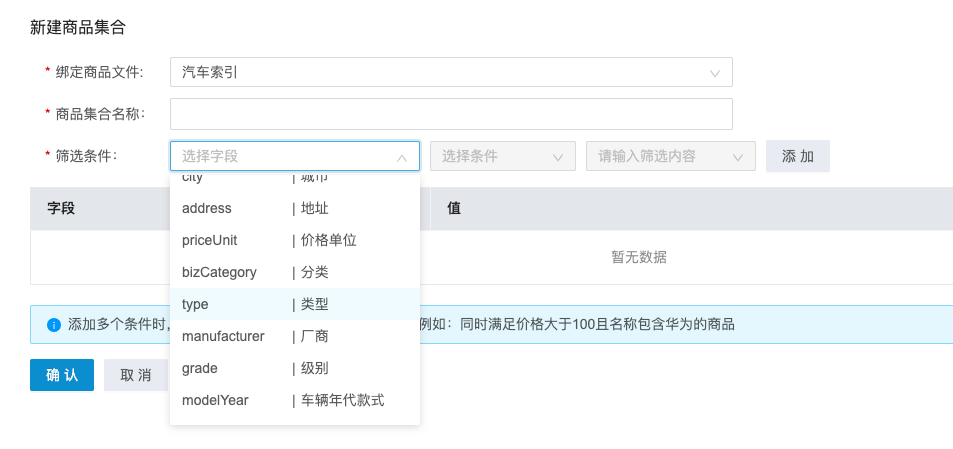 新建商品集合
* 绑定商品文件: 汽车索引
* 商品集合名称:
* 筛选条件: 选择字段 选择条件 请输入筛选内容 添 加
city | 城市
字段 值
address | 地址
priceUnit | 价格单位
暂无数据
bizCategory | 分类
type | 类型
添加多个条件时, 例如：同时满足价格大于100且名称包含华为的商品
manufacturer | 厂商
确 认 取 消
grade | 级别
modelYear | 车辆年代款式